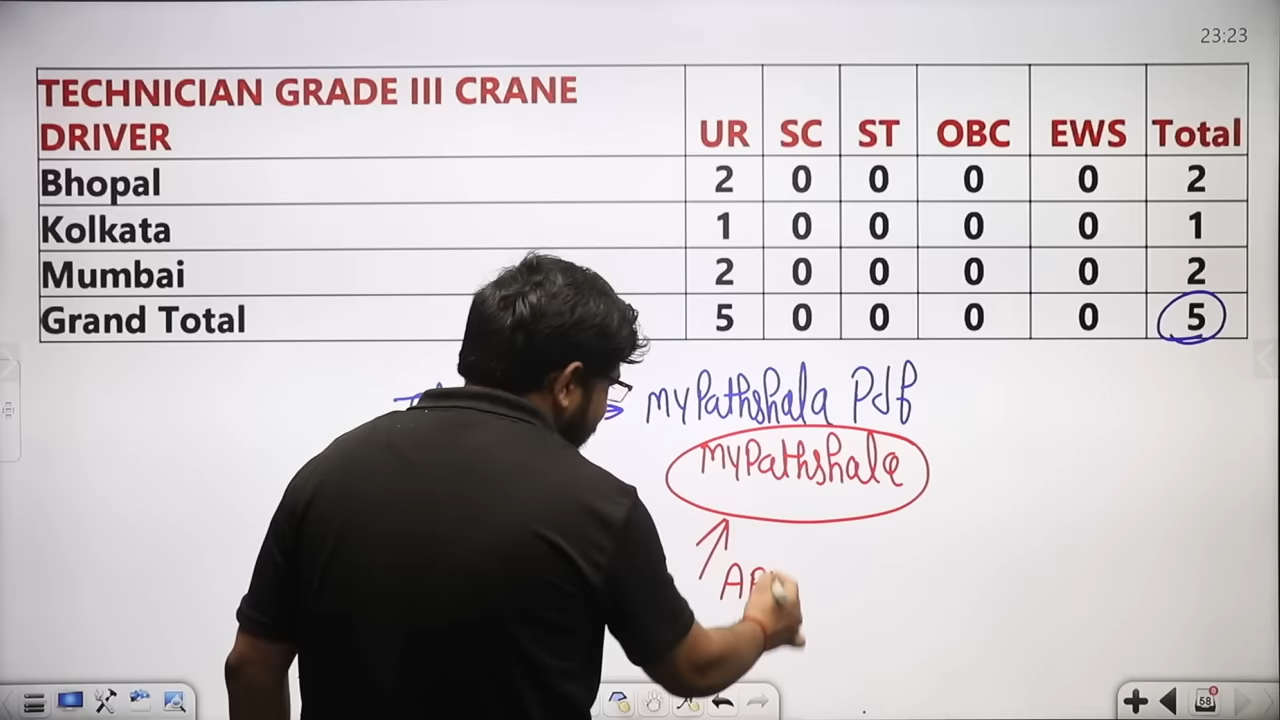 23:23
TECHNICIAN GRADE III CRANE
DRIVER UR SC ST OBC EWS Total
Bhopal 2 0 0 0 0 2
Kolkata 1 0 0 0 0 1
Mumbai 2 0 0 0 0 2
Grand Total 5 0 0 0 0 5
MyPathshala Pdf
MyPathshala
58